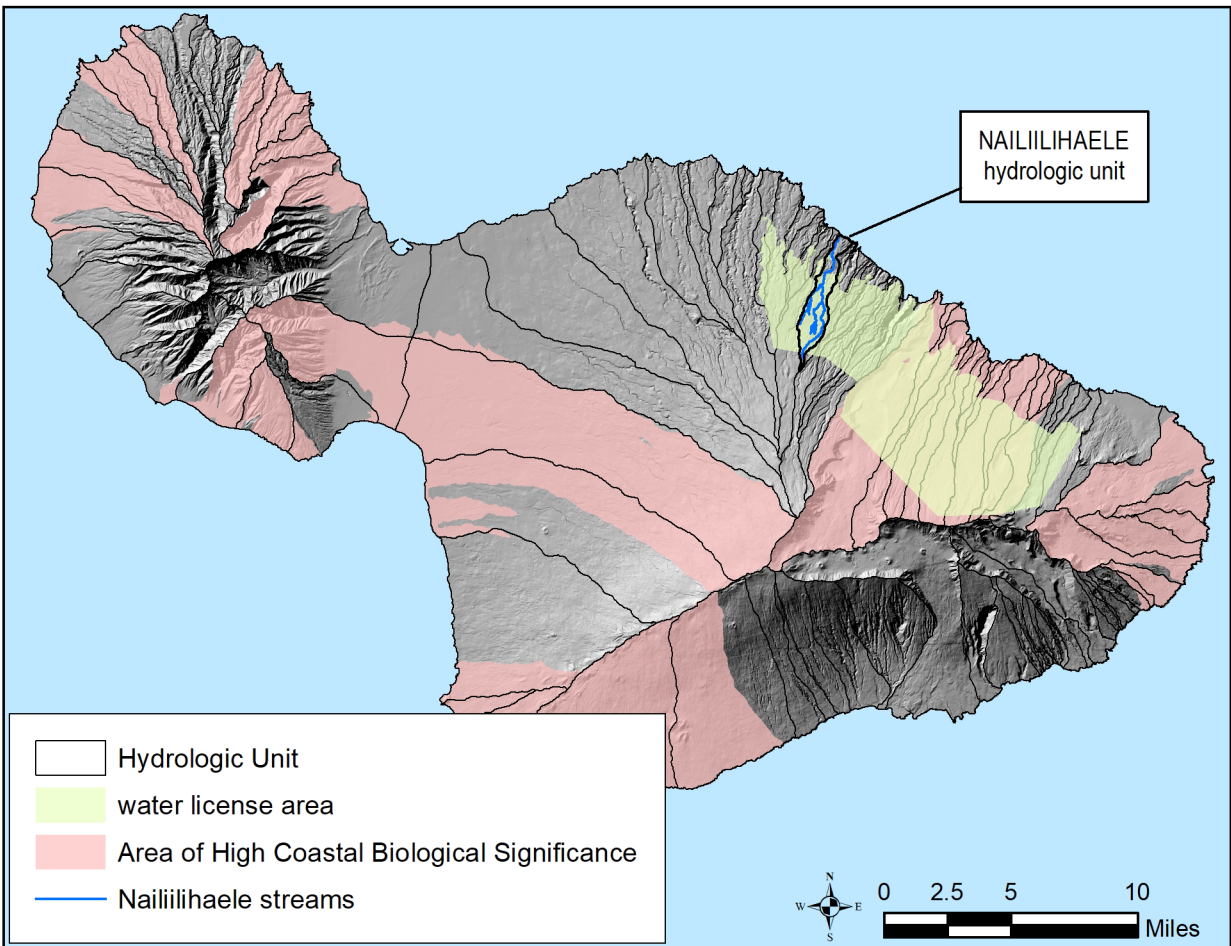 NAILIILIHAELE
hydrologic unit
Hydrologic Unit
water license area
Area of High Coastal Biological Significance
Nailiilihaele streams
N
W E
S
0 2.5 5 10
Miles